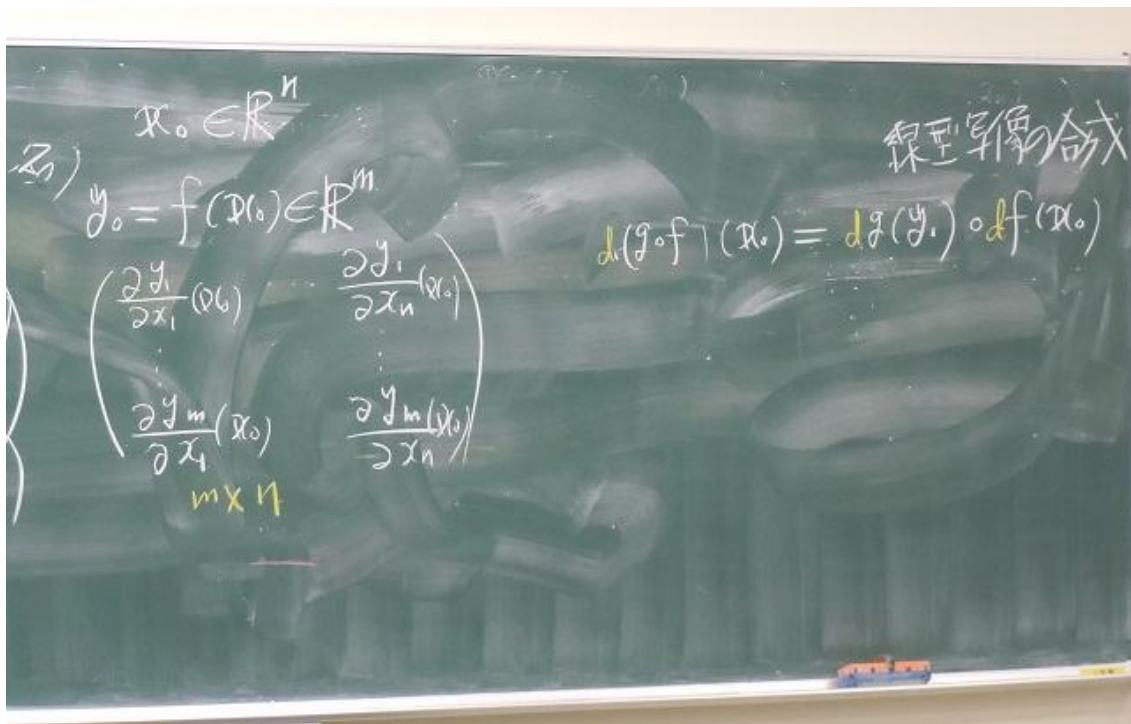 x₀ ∈ ℝⁿ
線型写像の合成
y₀ = f(x₀) ∈ ℝᵐ
d(g∘f)(x₀) = dg(y₀)∘df(x₀)
∂y₁/∂x₁(x₀) ∂y₁/∂xₙ(x₀)
⋮ ⋮
∂yₘ/∂x₁(x₀) ∂yₘ/∂xₙ(x₀)
m×n